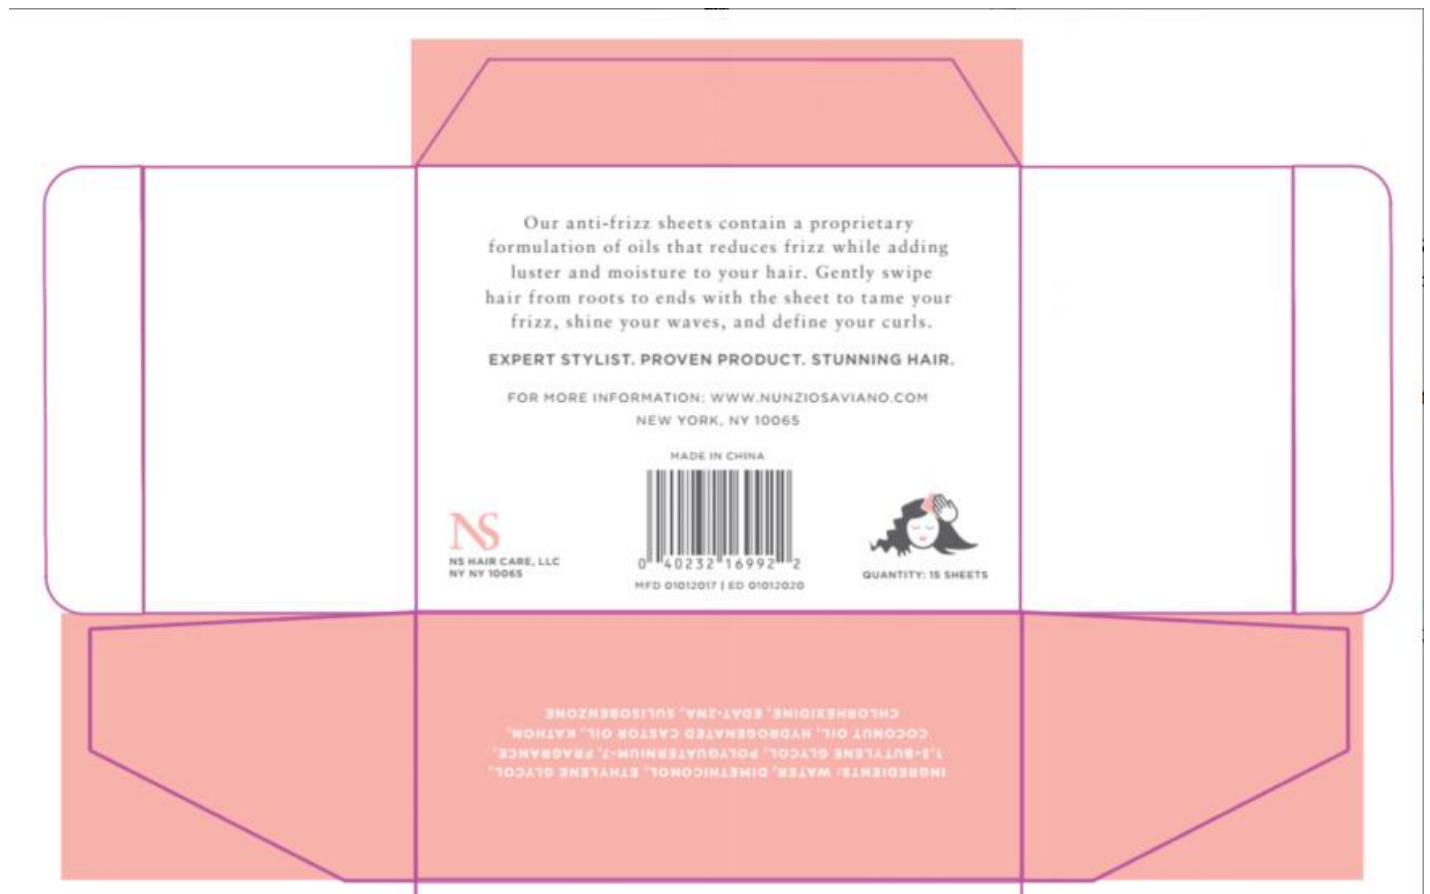 Our anti-frizz sheets contain a proprietary
formulation of oils that reduces frizz while adding
luster and moisture to your hair. Gently swipe
hair from roots to ends with the sheet to tame your
frizz, shine your waves, and define your curls.
EXPERT STYLIST. PROVEN PRODUCT. STUNNING HAIR.
FOR MORE INFORMATION: WWW.NUNZIOSAVIANO.COM
NEW YORK, NY 10065
MADE IN CHINA
0 40232 16992 2
MFD 01012017 | ED 01012020
NS
NS HAIR CARE, LLC
NY NY 10065
QUANTITY: 15 SHEETS
INGREDIENTS: WATER, DIMETHICONOL, ETHYLENE GLYCOL,
1,3-BUTYLENE GLYCOL, POLYQUATERNIUM-7, FRAGRANCE,
COCONUT OIL, HYDROGENATED CASTOR OIL, KATHON,
CHLORHEXIDINE, EDAT-2NA, SULISOBENZONE